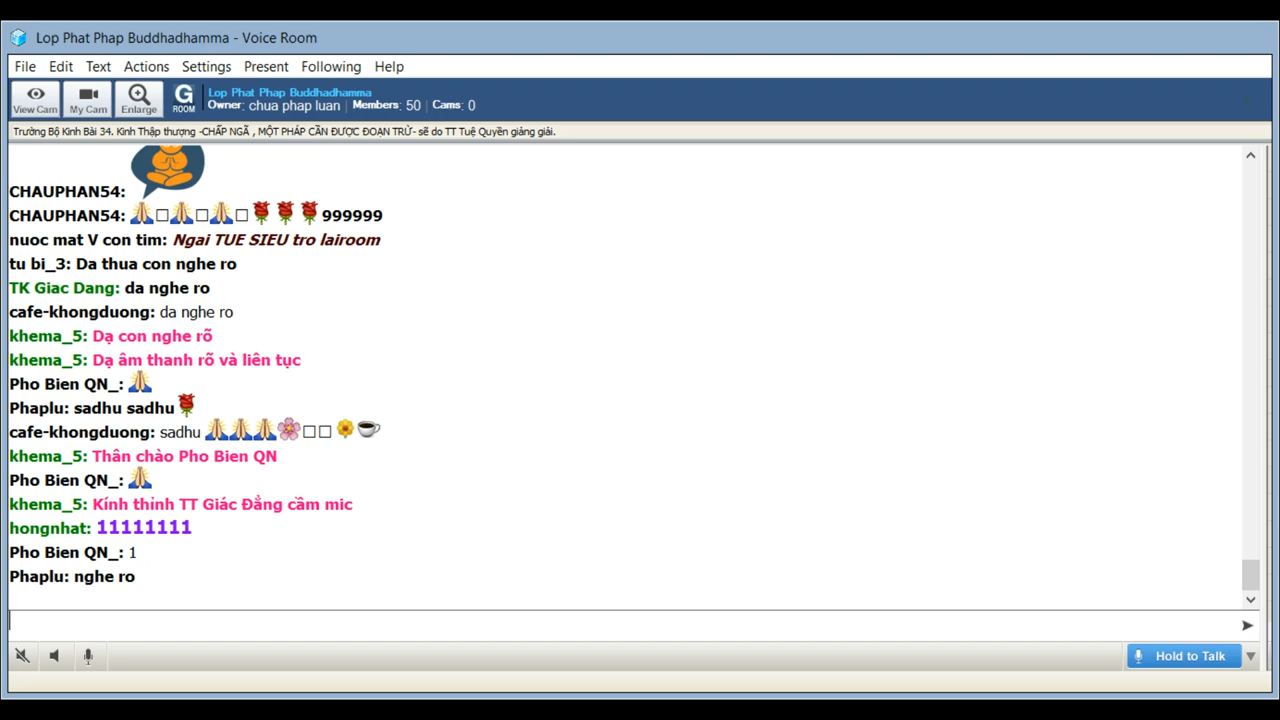 Lop Phat Phap Buddhadhamma - Voice Room
File Edit Text Actions Settings Present Following Help
View Cam My Cam Enlarge G ROOM Lop Phat Phap Buddhadhamma
Owner: chua phap luan Members: 50 Cams: 0
Trường Bộ Kinh Bài 34. Kinh Thập thượng -CHẤP NGÃ , MỘT PHÁP CẦN ĐƯỢC ĐOẠN TRỪ- sẽ do TT Tuệ Quyền giảng giải.
CHAUPHAN54:
CHAUPHAN54: 🙏□🙏□🙏□🌹🌹🌹999999
nuoc mat V con tim: Ngai TUE SIEU tro lairoom
tu bi_3: Da thua con nghe ro
TK Giac Dang: da nghe ro
cafe-khongduong: da nghe ro
khema_5: Dạ con nghe rõ
khema_5: Dạ âm thanh rõ và liên tục
Pho Bien QN_: 🙏
Phaplu: sadhu sadhu🌹
cafe-khongduong: sadhu 🙏🙏🙏🌸□□🌼☕
khema_5: Thân chào Pho Bien QN
Pho Bien QN_: 🙏
khema_5: Kính thỉnh TT Giác Đẳng cầm mic
hongnhat: 11111111
Pho Bien QN_: 1
Phaplu: nghe ro
Hold to Talk